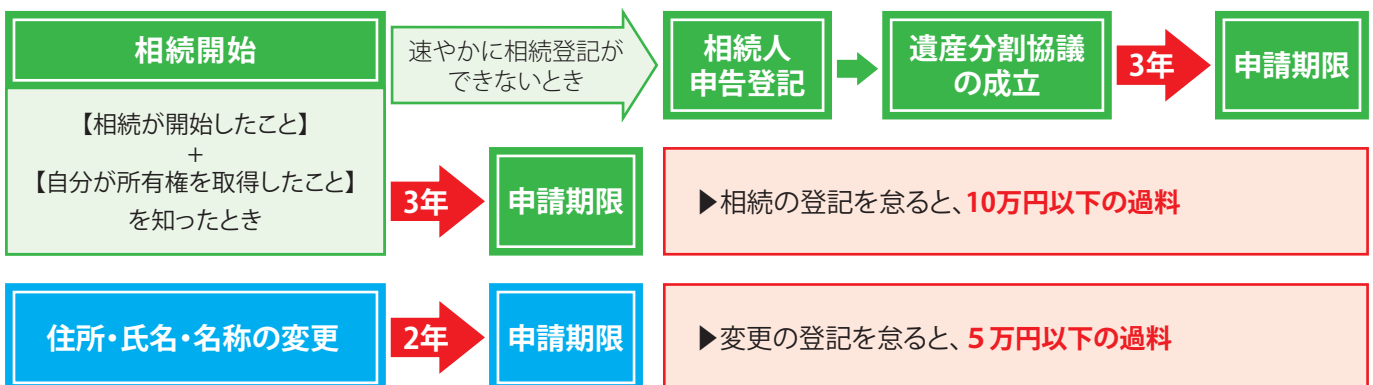 相続開始
【相続が開始したこと】
+
【自分が所有権を取得したこと】
を知ったとき
速やかに相続登記が
できないとき
相続人
申告登記
遺産分割協議
の成立
3年
申請期限
3年
申請期限
▶相続の登記を怠ると、10万円以下の過料
住所・氏名・名称の変更
2年
申請期限
▶変更の登記を怠ると、５万円以下の過料